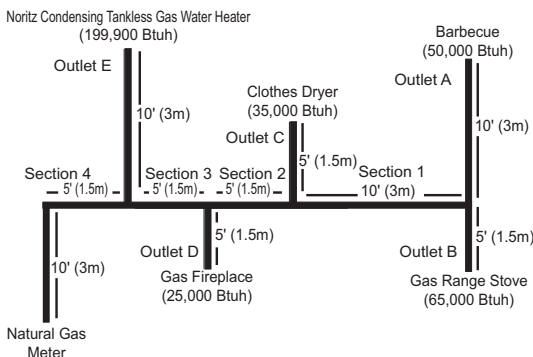 Noritz Condensing Tankless Gas Water Heater
(199,900 Btuh)
Outlet E
10' (3m)
Barbecue
(50,000 Btuh)
Outlet A
10' (3m)
Clothes Dryer
(35,000 Btuh)
Outlet C
5' (1.5m)
Section 4
5' (1.5m)
Section 3
5' (1.5m)
Section 2
5' (1.5m)
Section 1
10' (3m)
10' (3m)
Natural Gas
Meter
Outlet D
5' (1.5m)
Gas Fireplace
(25,000 Btuh)
Outlet B
5' (1.5m)
Gas Range Stove
(65,000 Btuh)